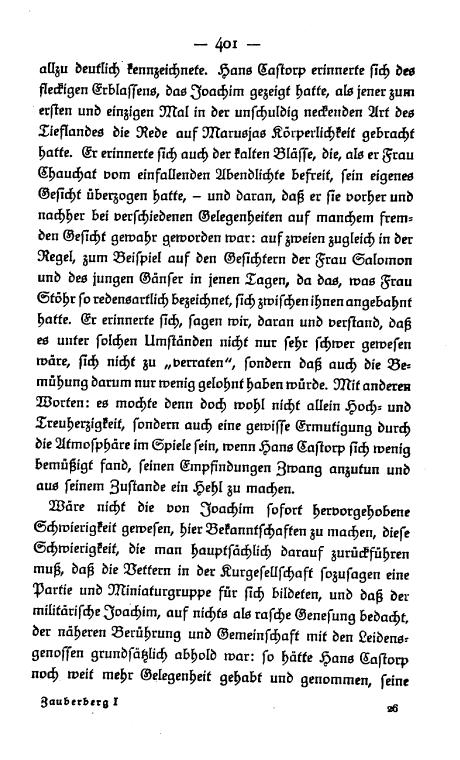 — 401 —
allzu deutlich kennzeichnete. Hans Castorp erinnerte sich des
fleckigen Erblassens, das Joachim gezeigt hatte, als jener zum
ersten und einzigen Mal in der unschuldig neckenden Art des
Tieflandes die Rede auf Marusjas Körperlichkeit gebracht
hatte. Er erinnerte sich auch der kalten Blässe, die, als er Frau
Chauchat vom einfallenden Abendlichte befreit, sein eigenes
Gesicht überzogen hatte, – und daran, daß er sie vorher und
nachher bei verschiedenen Gelegenheiten auf manchem frem-
den Gesicht gewahr geworden war: auf zweien zugleich in der
Regel, zum Beispiel auf den Gesichtern der Frau Salomon
und des jungen Gänser in jenen Tagen, da das, was Frau
Stöhr so redensartlich bezeichnet, sich zwischen ihnen angebahnt
hatte. Er erinnerte sich, sagen wir, daran und verstand, daß
es unter solchen Umständen nicht nur sehr schwer gewesen
wäre, sich nicht zu „verraten“, sondern daß auch die Be-
mühung darum nur wenig gelohnt haben würde. Mit anderen
Worten: es mochte denn doch wohl nicht allein Hoch- und
Treuherzigkeit, sondern auch eine gewisse Ermutigung durch
die Atmosphäre im Spiele sein, wenn Hans Castorp sich wenig
bemüßigt fand, seinen Empfindungen Zwang anzutun und
aus seinem Zustande ein Hehl zu machen.
Wäre nicht die von Joachim sofort hervorgehobene
Schwierigkeit gewesen, hier Bekanntschaften zu machen, diese
Schwierigkeit, die man hauptsächlich darauf zurückführen
muß, daß die Vettern in der Kurgesellschaft sozusagen eine
Partie und Miniaturgruppe für sich bildeten, und daß der
militärische Joachim, auf nichts als rasche Genesung bedacht,
der näheren Berührung und Gemeinschaft mit den Leidens-
genossen grundsätzlich abhold war: so hätte Hans Castorp
noch weit mehr Gelegenheit gehabt und genommen, seine
Zauberberg I
26